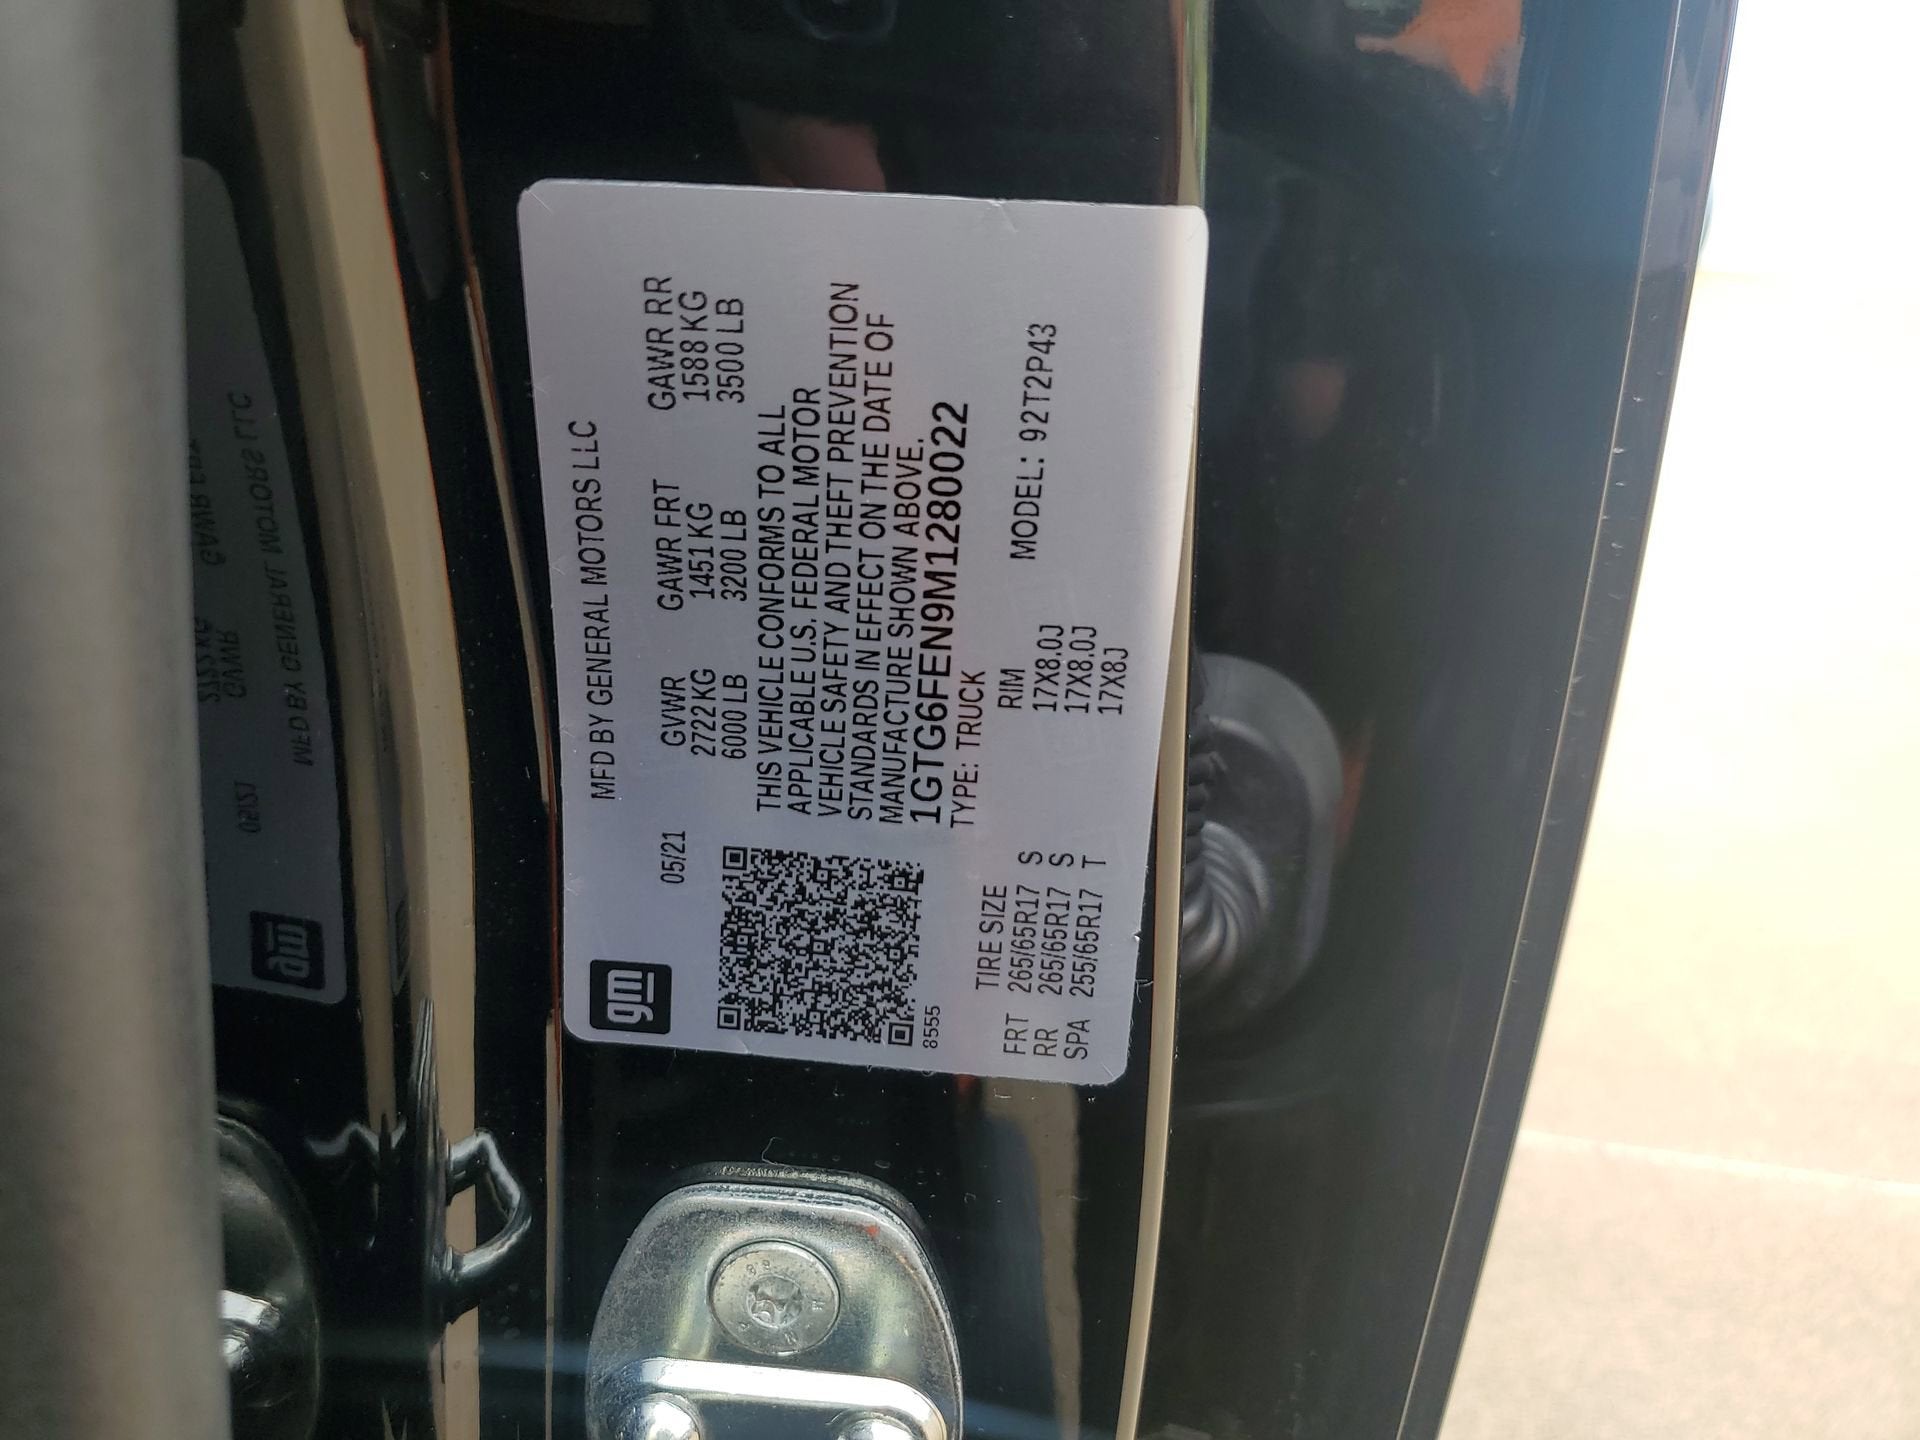 gm
MFD BY GENERAL MOTORS LLC
05/21
GVWR GAWR FRT GAWR RR
2722 KG 1451 KG 1588 KG
6000 LB 3200 LB 3500 LB
THIS VEHICLE CONFORMS TO ALL
APPLICABLE U.S. FEDERAL MOTOR
VEHICLE SAFETY AND THEFT PREVENTION
STANDARDS IN EFFECT ON THE DATE OF
MANUFACTURE SHOWN ABOVE.
1GTG6FEN9M1280022
8555
TYPE: TRUCK
TIRE SIZE RIM MODEL: 92T2P43
FRT 265/65R17 S 17X8.0J
RR 265/65R17 S 17X8.0J
SPA 255/65R17 T 17X8J